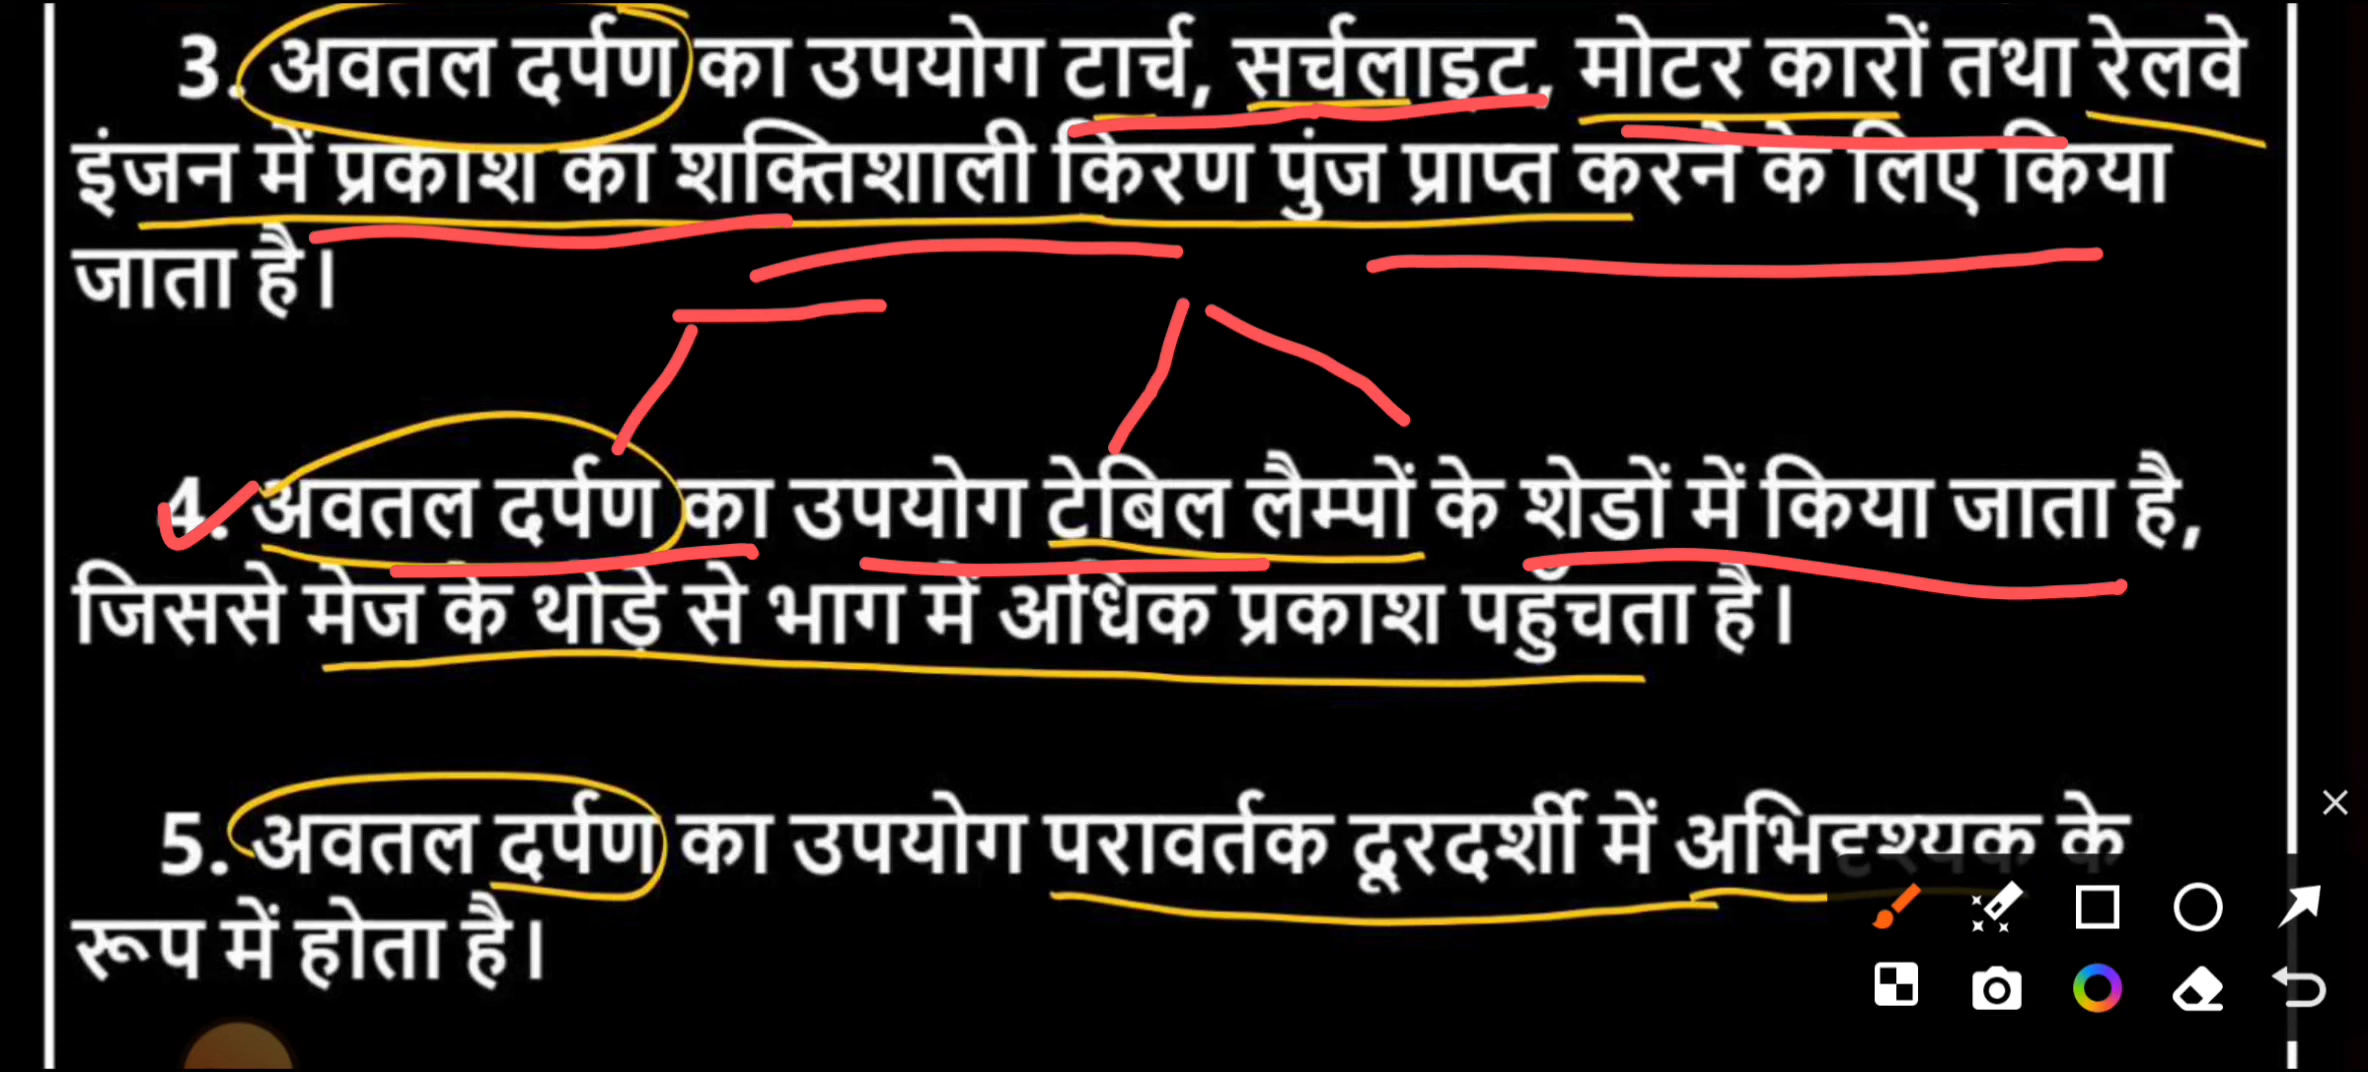 3. अवतल दर्पण का उपयोग टार्च, सर्चलाइट, मोटर कारों तथा रेलवे
इंजन में प्रकाश का शक्तिशाली किरण पुंज प्राप्त करने के लिए किया
जाता है।
4. अवतल दर्पण का उपयोग टेबिल लैम्पों के शेडों में किया जाता है,
जिससे मेज के थोड़े से भाग में अधिक प्रकाश पहुँचता है।
5. अवतल दर्पण का उपयोग परावर्तक दूरदर्शी में अभिदृश्यक के
रूप में होता है।